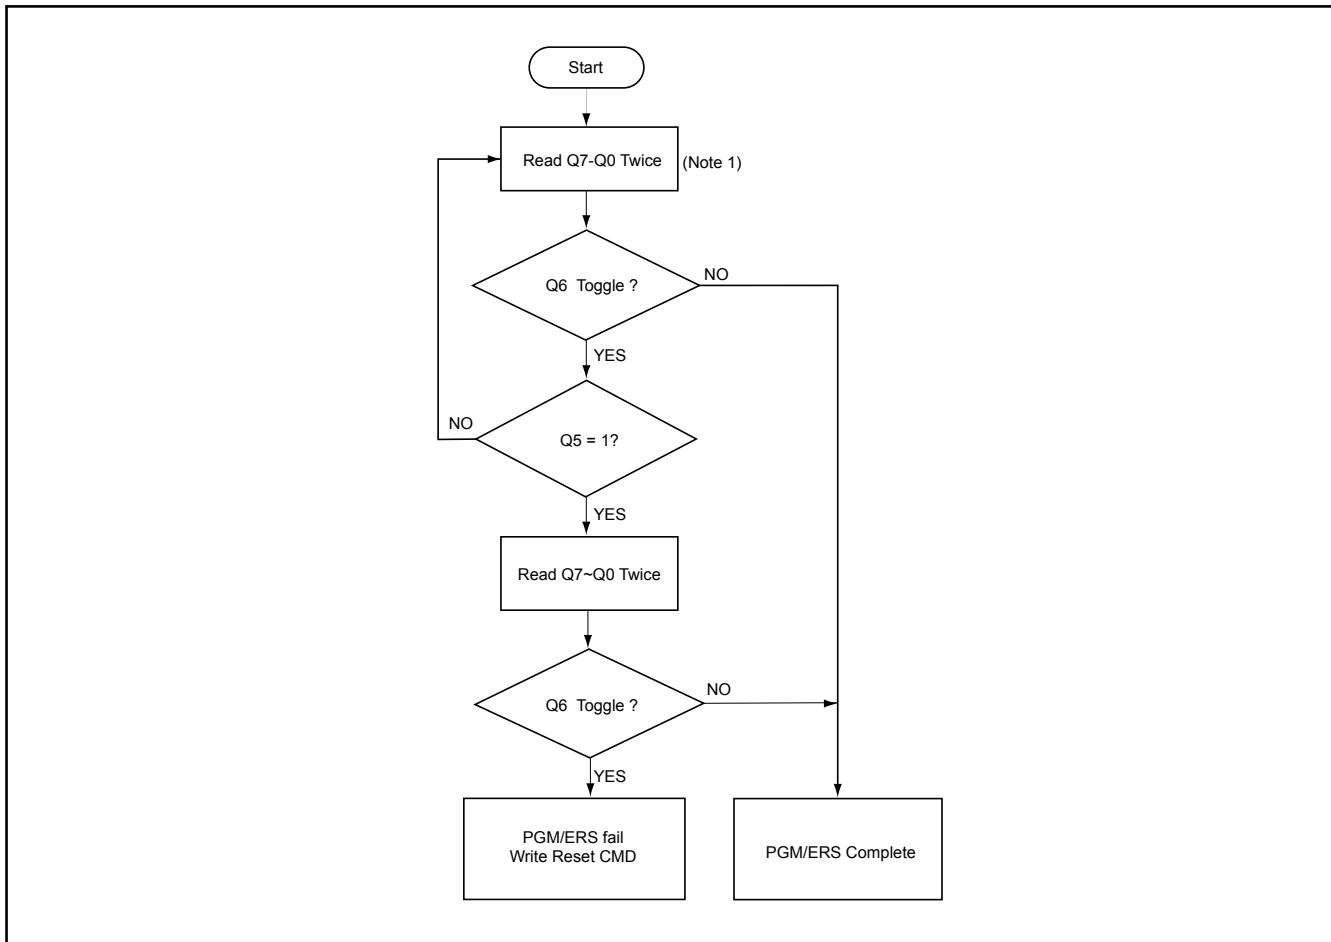 Start
Read Q7-Q0 Twice
(Note 1)
Q6 Toggle ?
NO
YES
NO
Q5 = 1?
YES
Read Q7~Q0 Twice
Q6 Toggle ?
NO
YES
PGM/ERS fail
Write Reset CMD
PGM/ERS Complete